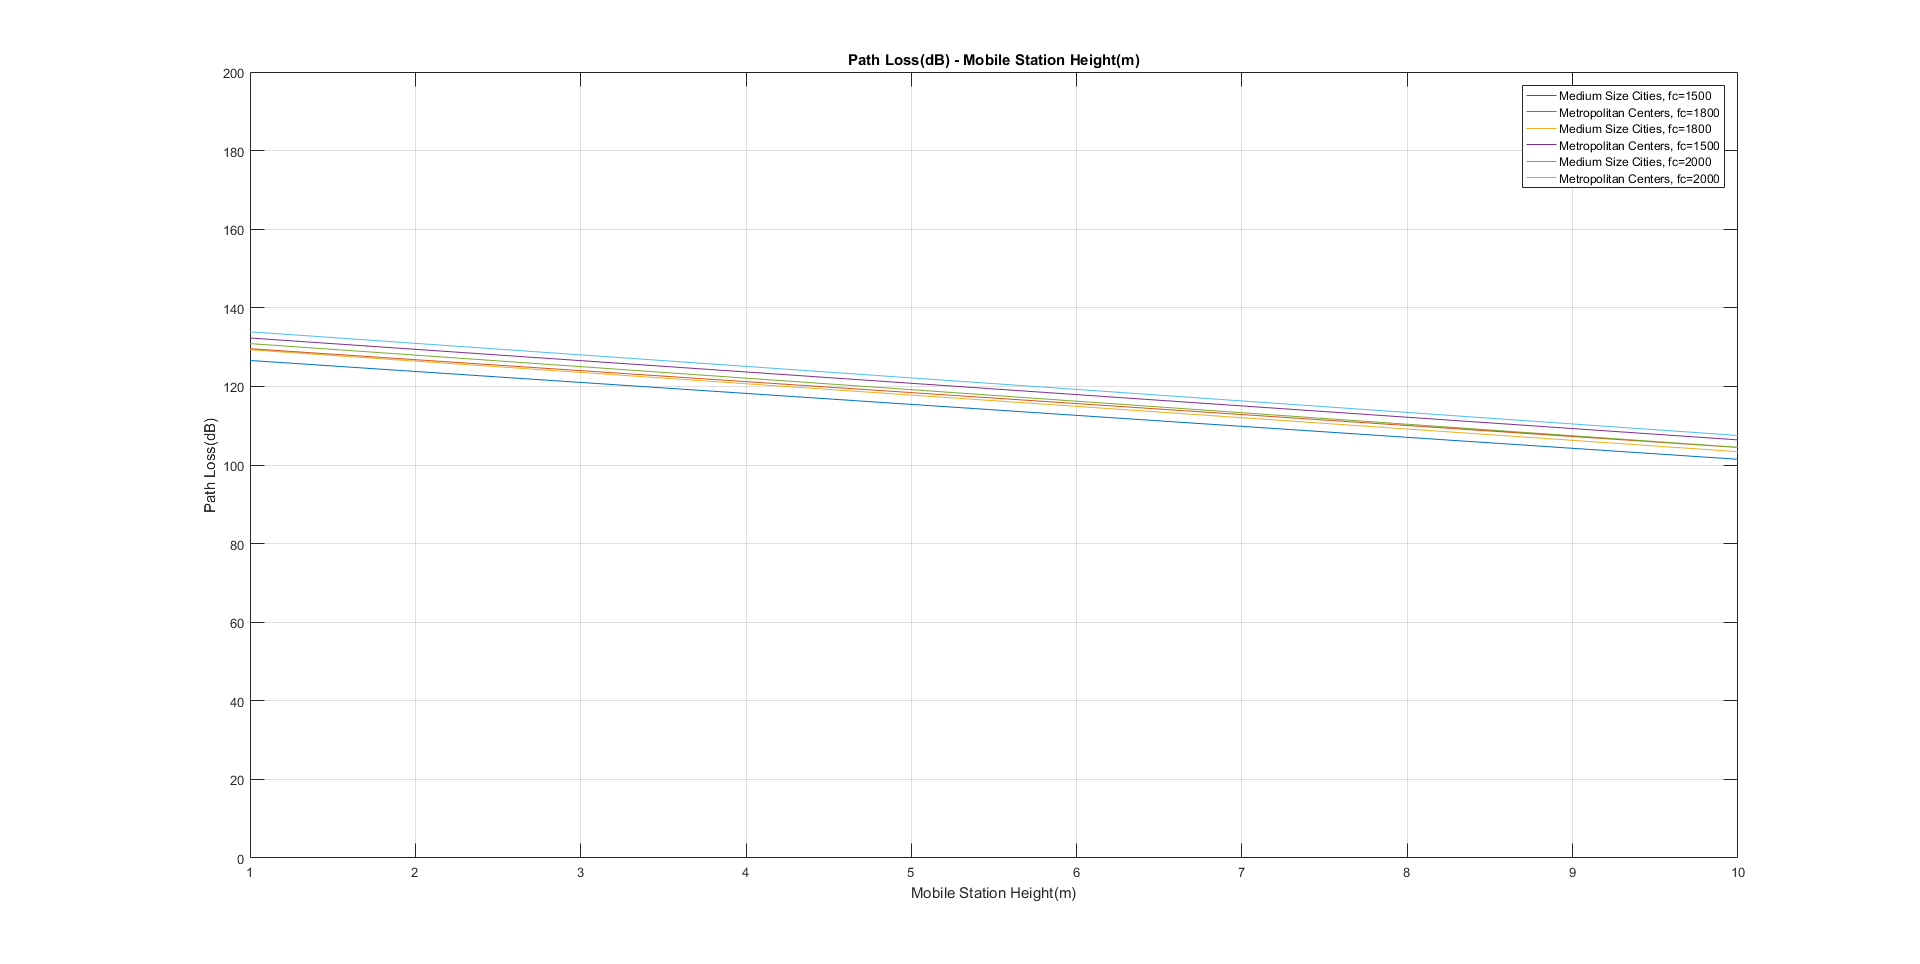 Path Loss(dB) - Mobile Station Height(m)
200
180
160
140
120
100
80
60
40
20
0
Path Loss(dB)
Medium Size Cities, fc=1500
Metropolitan Centers, fc=1800
Medium Size Cities, fc=1800
Metropolitan Centers, fc=1500
Medium Size Cities, fc=2000
Metropolitan Centers, fc=2000
1 2 3 4 5 6 7 8 9 10
Mobile Station Height(m)